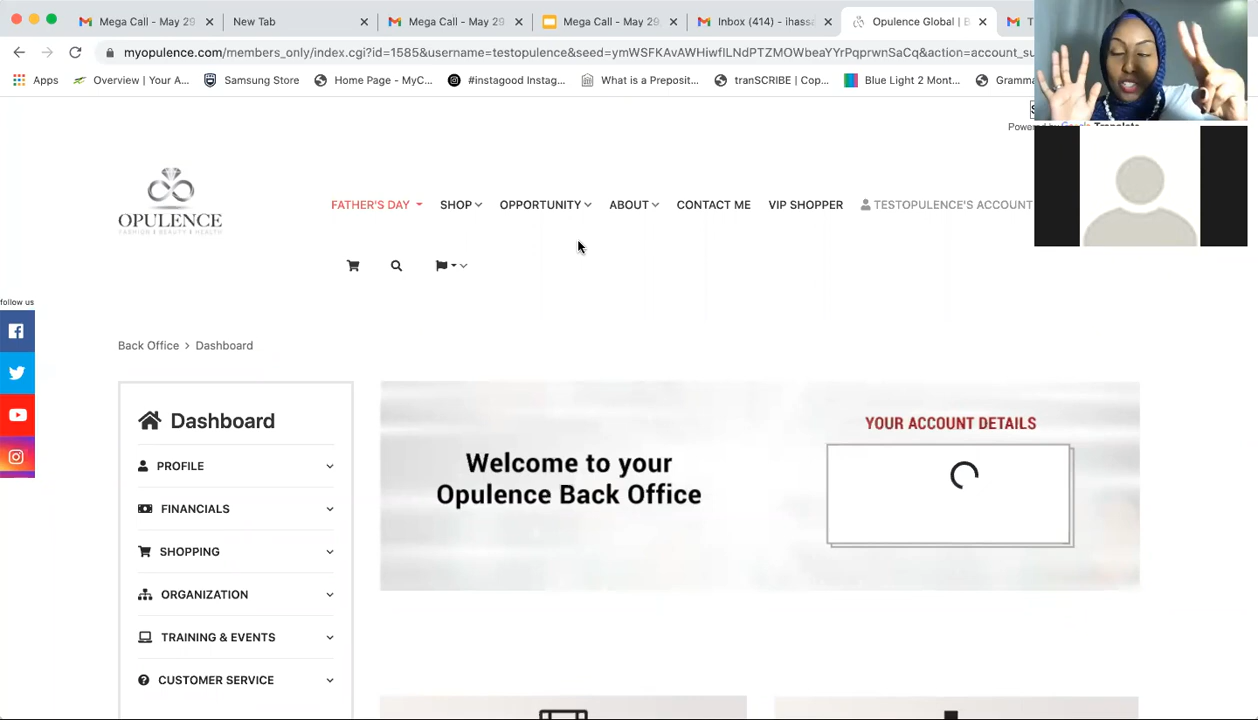 Mega Call - May 29
New Tab
Mega Call - May 29
Mega Call - May 29
Inbox (414) - ihass
Opulence Global | B
myopulence.com/members_only/index.cgi?id=1585&username=testopulence&seed=ymWSFKAvAWHiwflLNdPTZMOWbeaYYrPqprwnSaCq&action=account_su
Apps
Overview | Your A...
Samsung Store
Home Page - MyC...
#instagood Instag...
What is a Preposit...
tranSCRIBE | Cop...
Blue Light 2 Mont...
Gramma
OPULENCE
FASHION | BEAUTY | HEALTH
FATHER'S DAY
SHOP
OPPORTUNITY
ABOUT
CONTACT ME
VIP SHOPPER
TESTOPULENCE'S ACCOUNT
follow us
Back Office > Dashboard
Dashboard
PROFILE
FINANCIALS
SHOPPING
ORGANIZATION
TRAINING & EVENTS
CUSTOMER SERVICE
Welcome to your
Opulence Back Office
YOUR ACCOUNT DETAILS